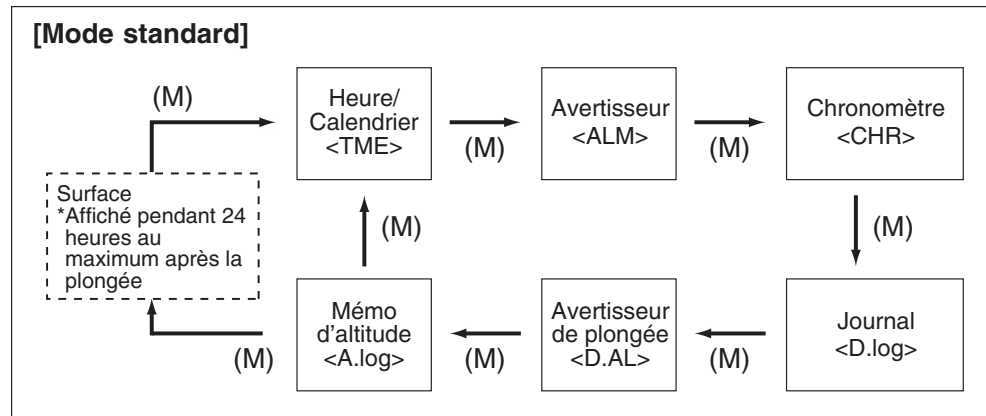 [Mode standard]
(M)
Heure/
Calendrier
<TME>
(M)
Avertisseur
<ALM>
(M)
Chronomètre
<CHR>
(M)
Journal
<D.log>
(M)
Avertisseur
de plongée
<D.AL>
(M)
Mémo
d'altitude
<A.log>
(M)
(M)
Surface
*Affiché pendant 24
heures au
maximum après la
plongée